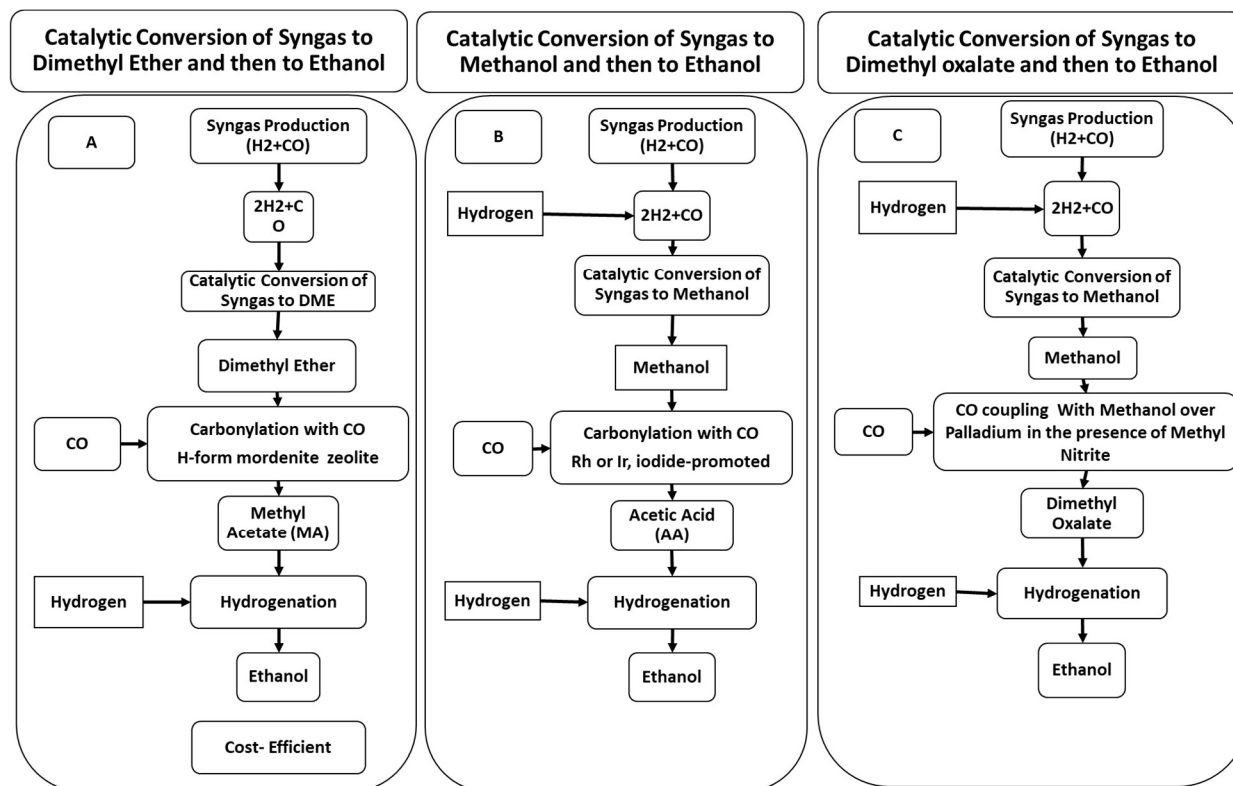 Catalytic Conversion of Syngas to
Dimethyl Ether and then to Ethanol
A
Syngas Production
(H2+CO)
2H2+C
O
Catalytic Conversion of
Syngas to DME
Dimethyl Ether
CO
Carbonylation with CO
H-form mordenite zeolite
Methyl
Acetate (MA)
Hydrogen
Hydrogenation
Ethanol
Cost- Efficient
Catalytic Conversion of Syngas to
Methanol and then to Ethanol
B
Syngas Production
(H2+CO)
Hydrogen
2H2+CO
Catalytic Conversion of
Syngas to Methanol
Methanol
CO
Carbonylation with CO
Rh or Ir, iodide-promoted
Acetic Acid
(AA)
Hydrogen
Hydrogenation
Ethanol
Catalytic Conversion of Syngas to
Dimethyl oxalate and then to Ethanol
C
Syngas Production
(H2+CO)
Hydrogen
2H2+CO
Catalytic Conversion of
Syngas to Methanol
Methanol
CO
CO coupling With Methanol over
Palladium in the presence of Methyl
Nitrite
Dimethyl
Oxalate
Hydrogen
Hydrogenation
Ethanol